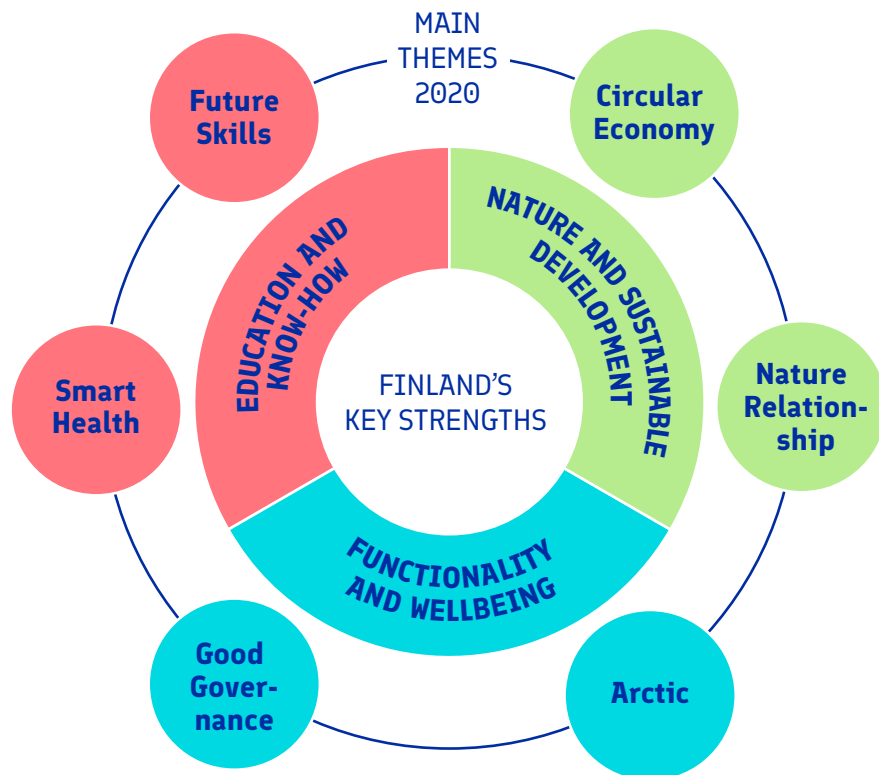 MAIN
THEMES
2020
Future
Skills
Circular
Economy
EDUCATION AND
KNOW-HOW
NATURE AND SUSTAINABLE
DEVELOPMENT
Smart
Health
FINLAND'S
KEY STRENGTHS
Nature
Relation-
ship
FUNCTIONALITY
AND WELLBEING
Good
Gover-
nance
Arctic